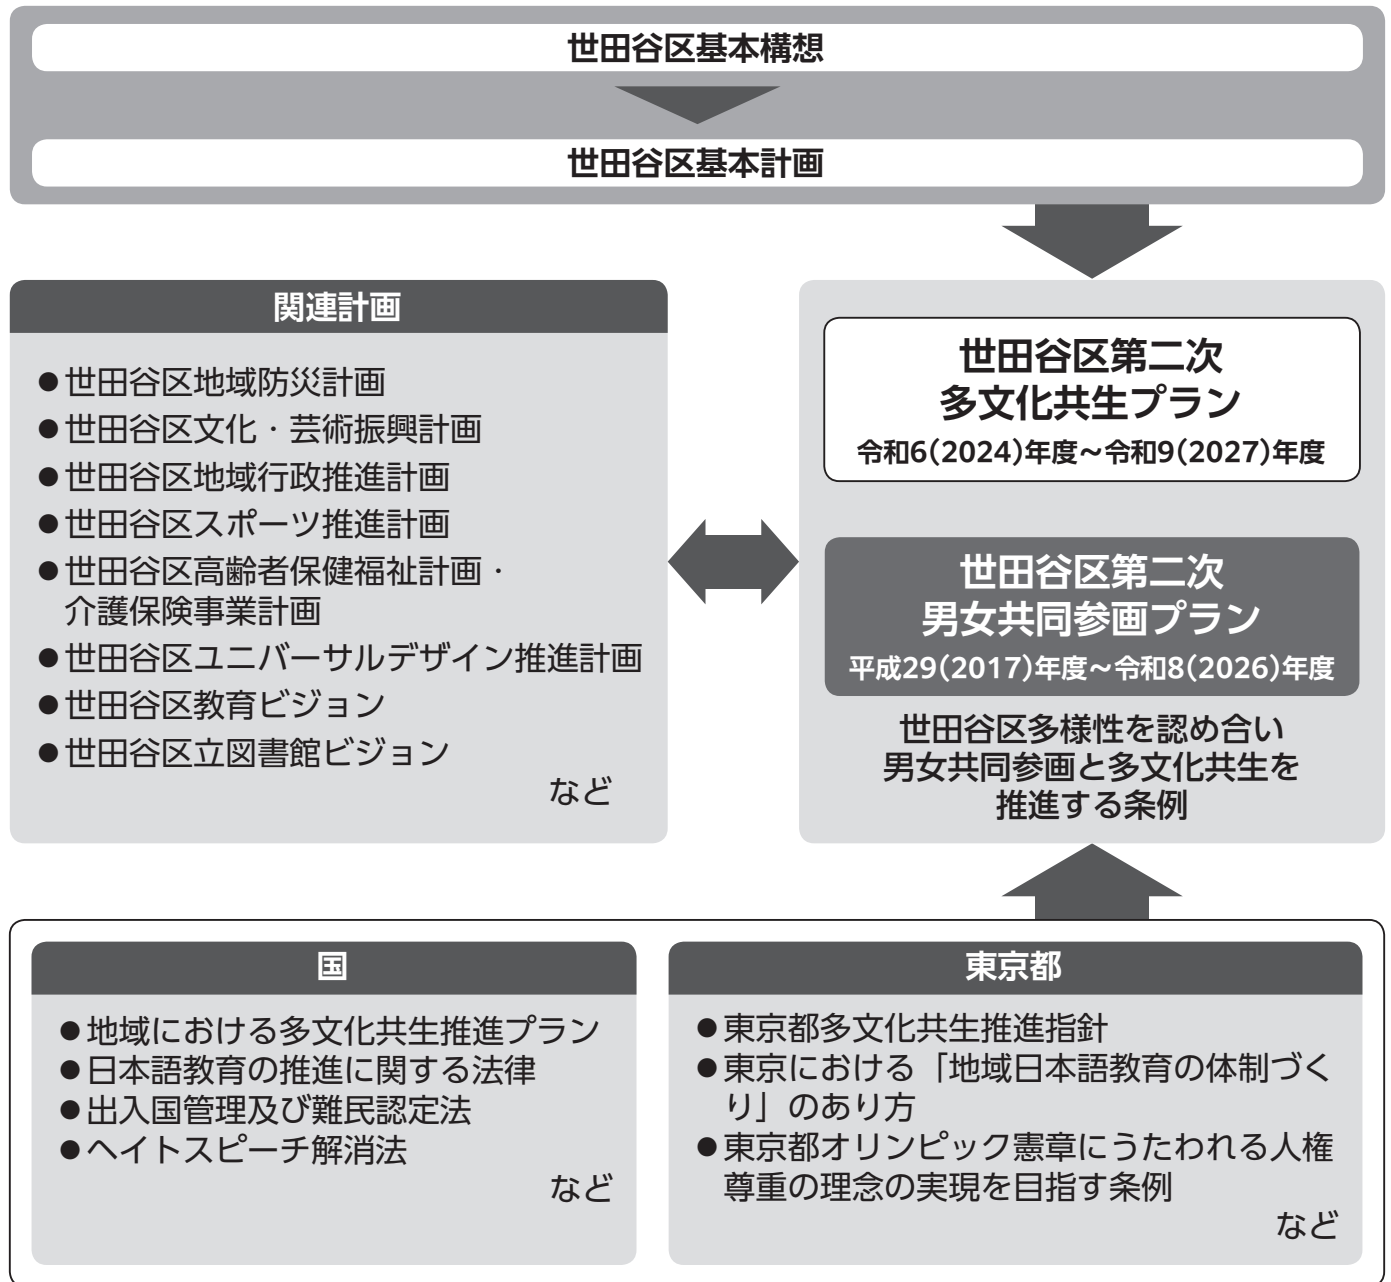 世田谷区基本構想
世田谷区基本計画
関連計画
●世田谷区地域防災計画
●世田谷区文化・芸術振興計画
●世田谷区地域行政推進計画
●世田谷区スポーツ推進計画
●世田谷区高齢者保健福祉計画・
介護保険事業計画
●世田谷区ユニバーサルデザイン推進計画
●世田谷区教育ビジョン
●世田谷区立図書館ビジョン
など
世田谷区第二次
多文化共生プラン
令和6(2024)年度～令和9(2027)年度
世田谷区第二次
男女共同参画プラン
平成29(2017)年度～令和8(2026)年度
世田谷区多様性を認め合い
男女共同参画と多文化共生を
推進する条例
国
●地域における多文化共生推進プラン
●日本語教育の推進に関する法律
●出入国管理及び難民認定法
●ヘイトスピーチ解消法
など
東京都
●東京都多文化共生推進指針
●東京における「地域日本語教育の体制づく
り」のあり方
●東京都オリンピック憲章にうたわれる人権
尊重の理念の実現を目指す条例
など